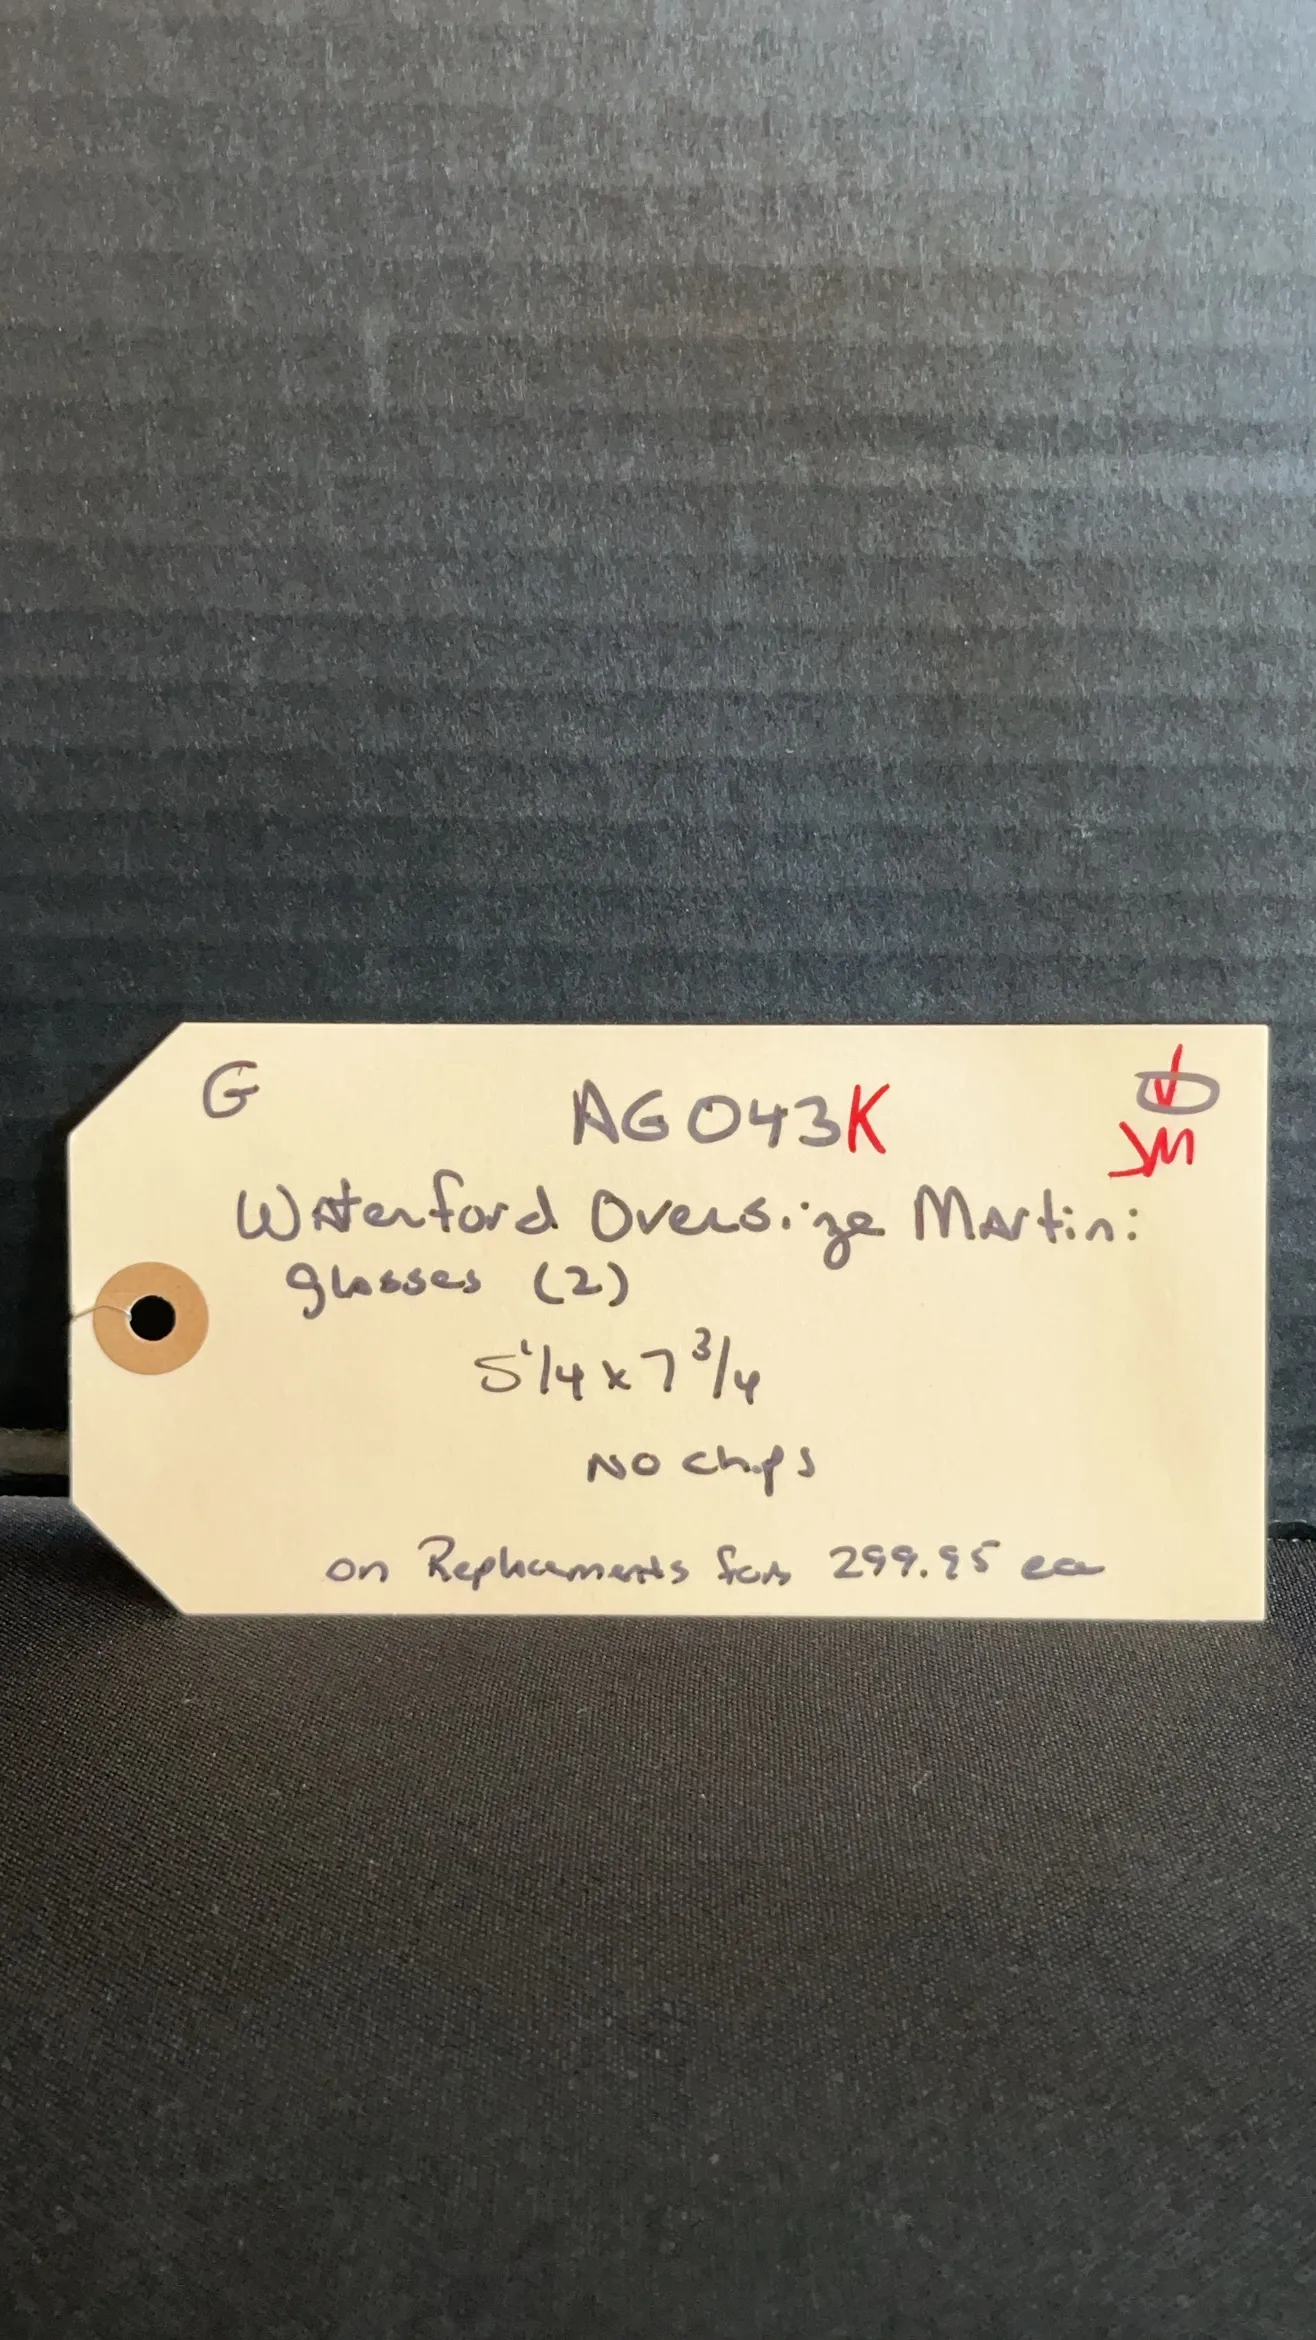 G
AG043K
JM
Waterford Oversize Martini
glasses (2)
5 1/4 x 7 3/4
No chips
on Replacements for 299.95 ea